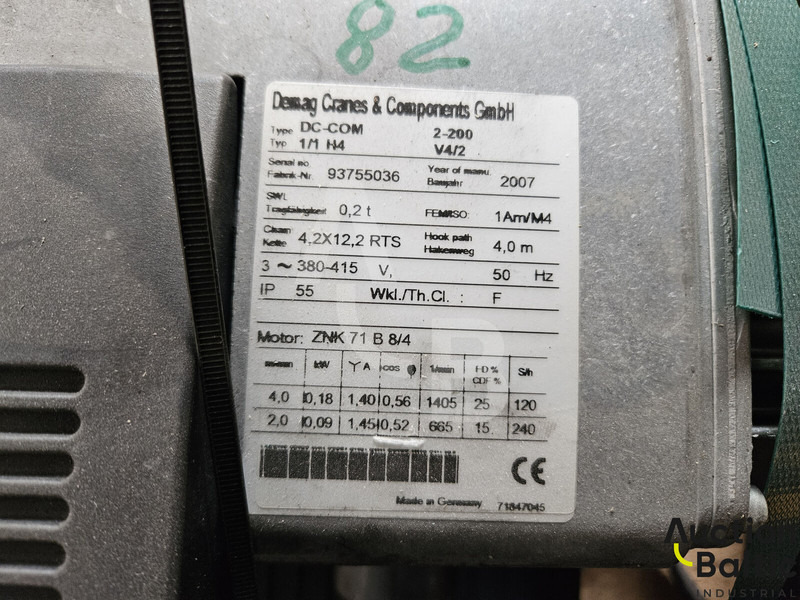 82
Demag Cranes & Components GmbH
Type DC-COM 2-200
Typ 1/1 H4 V4/2
Serial no. Year of manu.
Fabrik-Nr. 93755036 Baujahr 2007
SWL
Tragfähigkeit 0,2 t FEM/ISO: 1Am/M4
Chain Hook path
Kette 4,2X12,2 RTS Hakenweg 4,0 m
3 ~ 380-415 V, 50 Hz
IP 55 Wkl./Th.Cl. : F
Motor: ZNK 71 B 8/4
m/min kW Y A cos φ 1/min FD % S/h
CDF %
4,0 0,18 1,40 0,56 1405 25 120
2,0 0,09 1,45 0,52 665 15 240
CE
Made in Germany 71847045
INDUSTRIAL